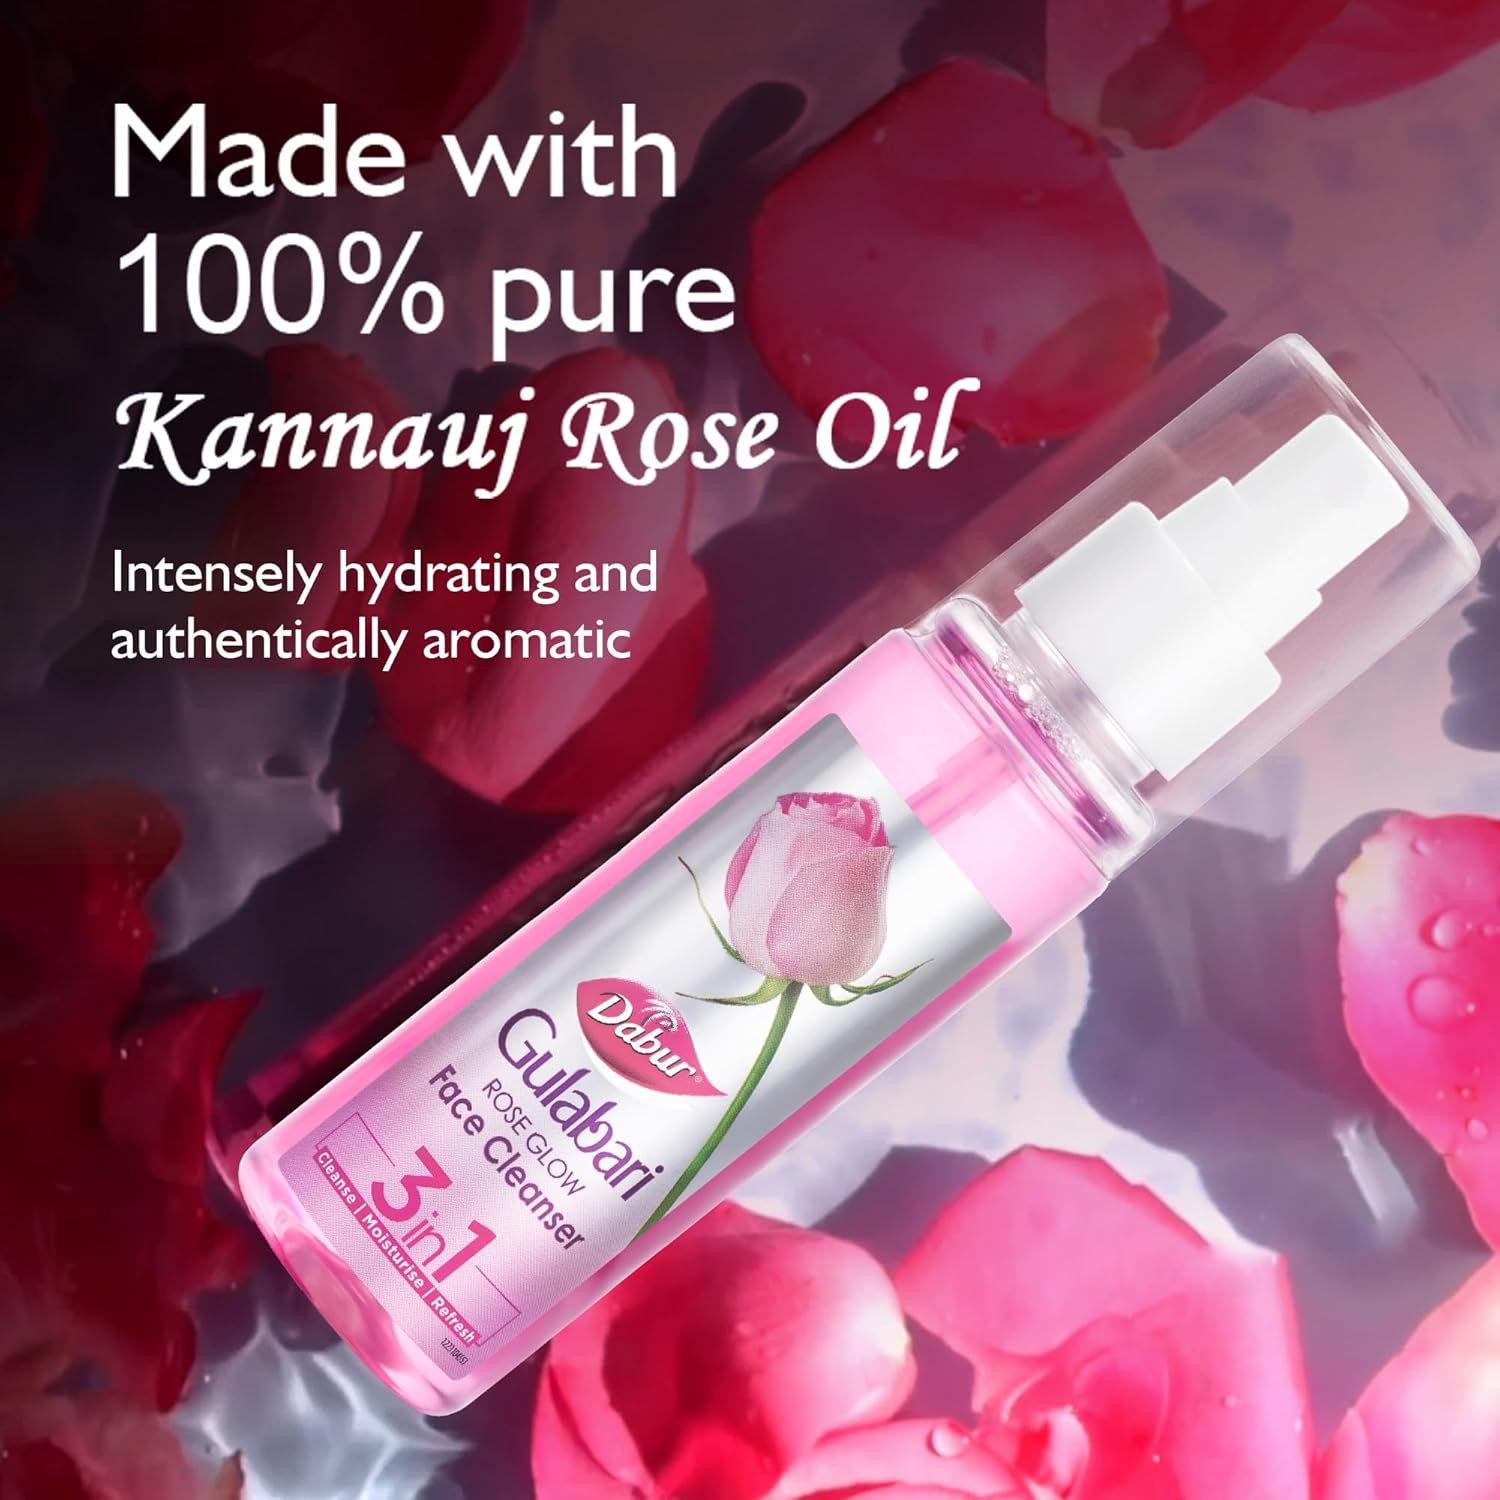 Made with
100% pure
Kannauj Rose Oil
Intensely hydrating and
authentically aromatic
Dabur
Gulabari
ROSE GLOW
Face Cleanser
3in1
Cleanse | Moisturise | Refresh